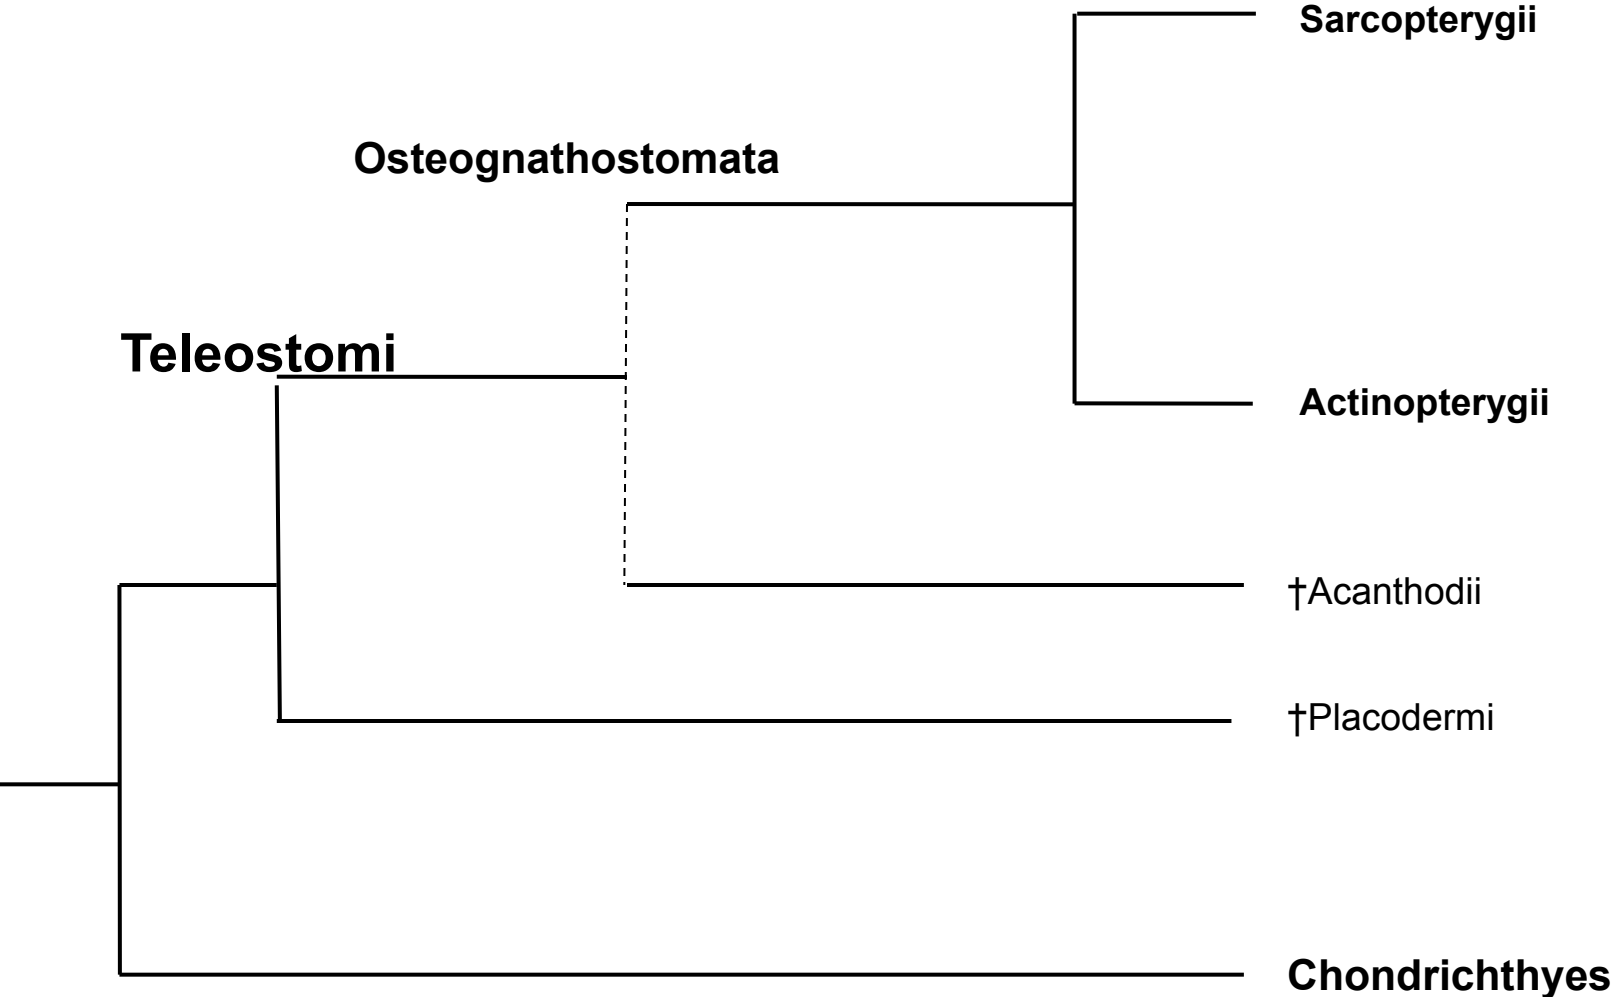 Sarcopterygii
Osteognathostomata
Teleostomi
Actinopterygii
†Acanthodii
†Placodermi
Chondrichthyes